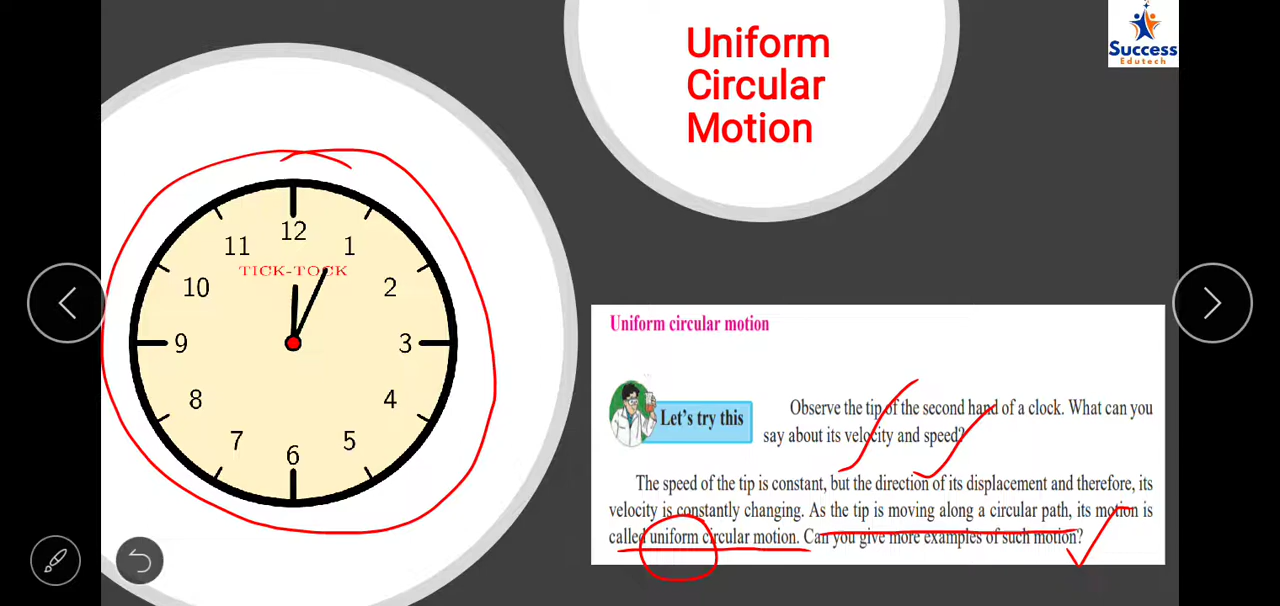 Uniform
Circular
Motion
Success
Edutech
12
11
1
TICK-TOCK
10
2
9
3
8
4
7
5
6
Uniform circular motion
Let's try this
Observe the tip of the second hand of a clock. What can you
say about its velocity and speed?
The speed of the tip is constant, but the direction of its displacement and therefore, its
velocity is constantly changing. As the tip is moving along a circular path, its motion is
called uniform circular motion. Can you give more examples of such motion?